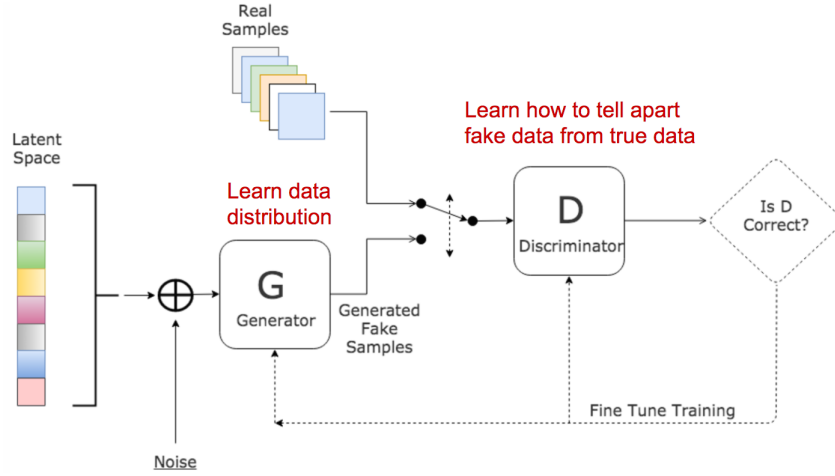 Real
Samples
Learn how to tell apart
fake data from true data
Latent
Space
Learn data
distribution
Is D
Correct?
D
Discriminator
G
Generator
Generated
Fake
Samples
Fine Tune Training
Noise